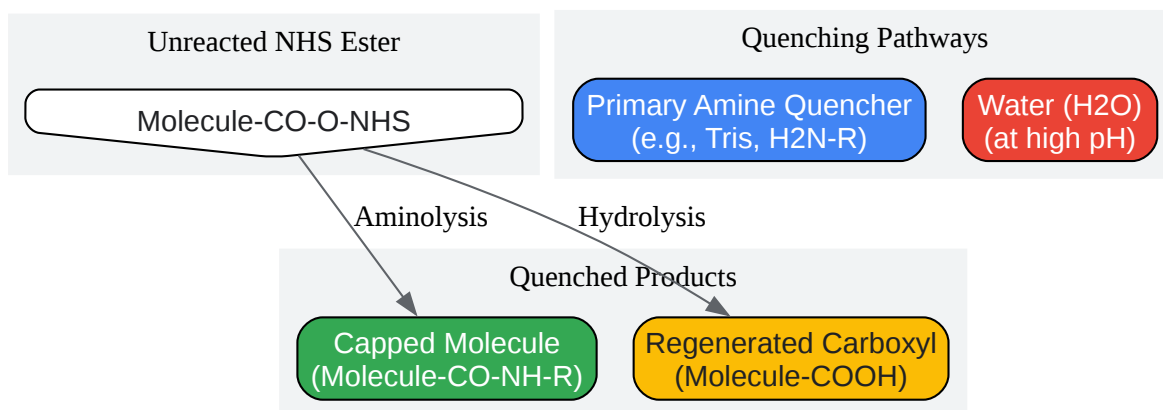 Unreacted NHS Ester
Molecule-CO-O-NHS
Quenching Pathways
Primary Amine Quencher
(e.g., Tris, H2N-R)
Water (H2O)
(at high pH)
Aminolysis
Hydrolysis
Quenched Products
Capped Molecule
(Molecule-CO-NH-R)
Regenerated Carboxyl
(Molecule-COOH)